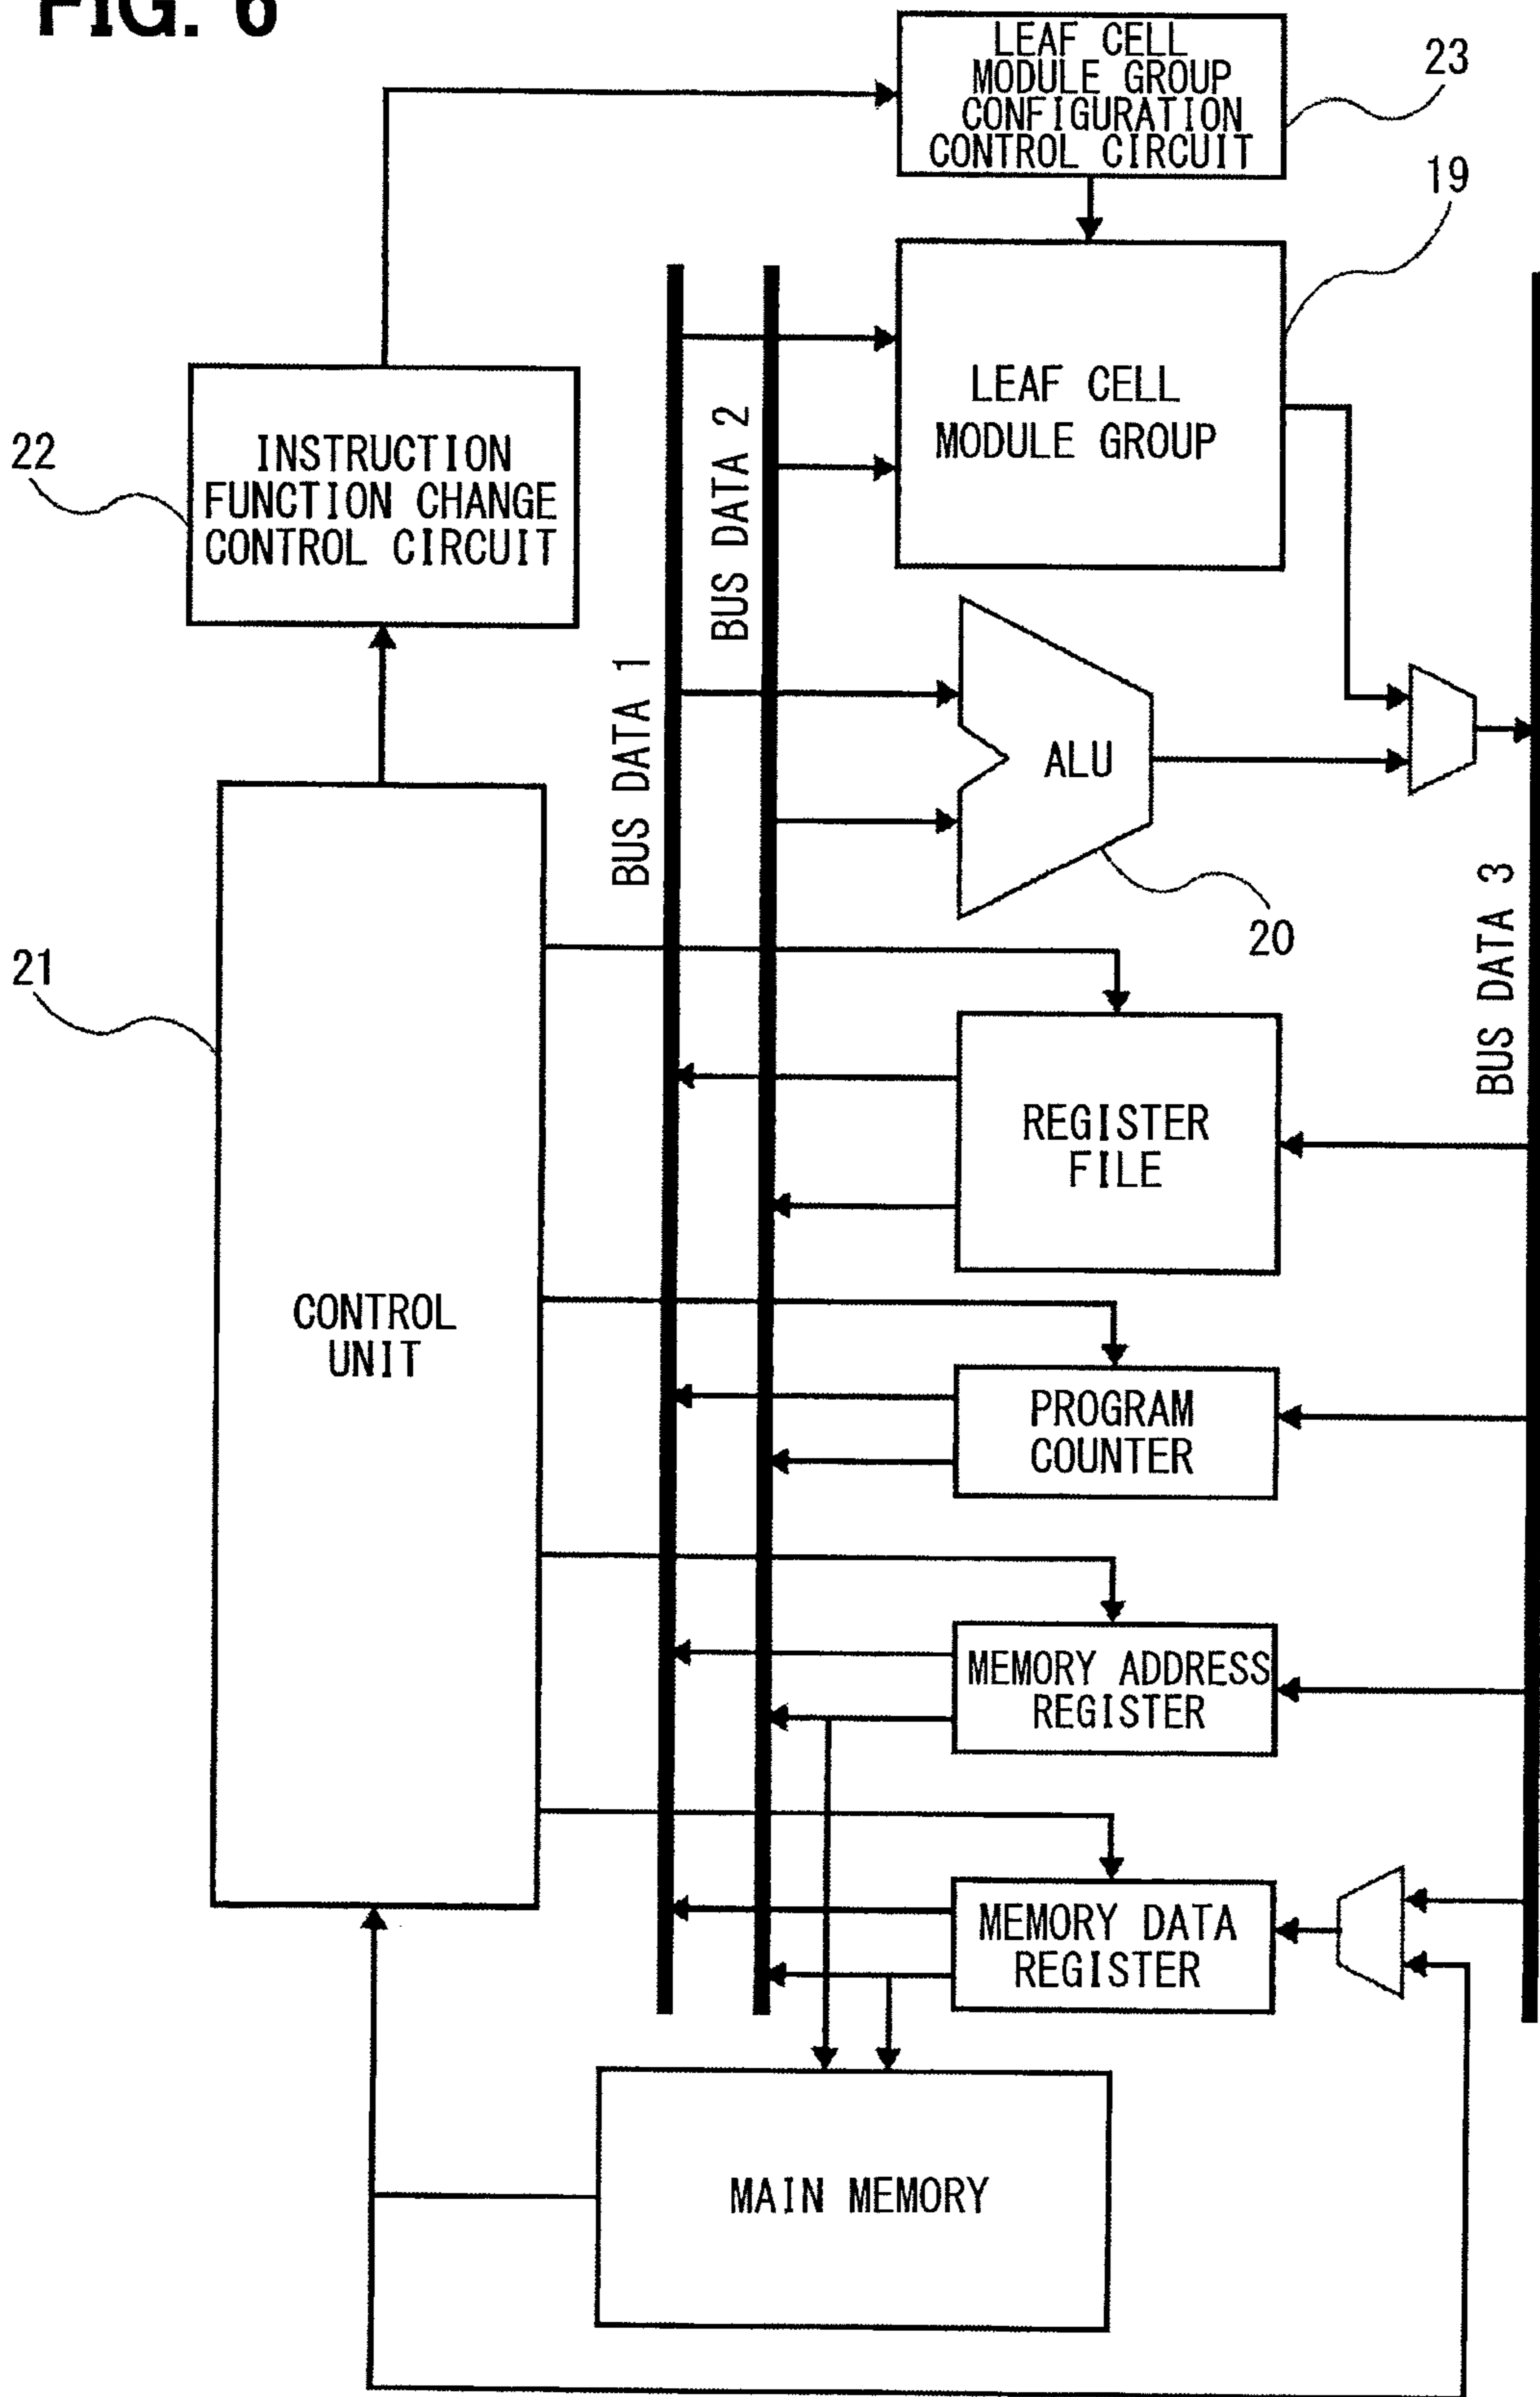 FIG. 6
LEAF CELL
MODULE GROUP
CONFIGURATION
CONTROL CIRCUIT
23
19
LEAF CELL
MODULE GROUP
22
INSTRUCTION
FUNCTION CHANGE
CONTROL CIRCUIT
BUS DATA 1
BUS DATA 2
ALU
20
BUS DATA 3
21
CONTROL
UNIT
REGISTER
FILE
PROGRAM
COUNTER
MEMORY ADDRESS
REGISTER
MEMORY DATA
REGISTER
MAIN MEMORY